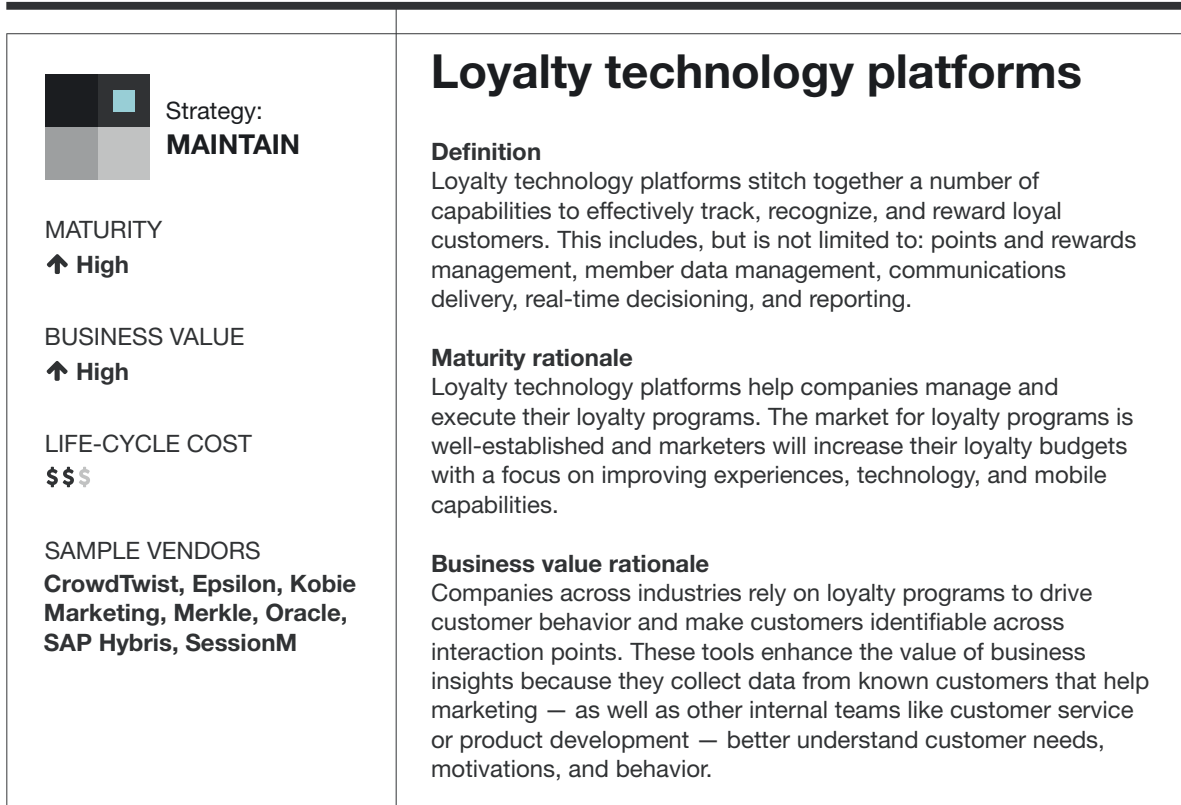 Strategy:
MAINTAIN
MATURITY
↑ High
BUSINESS VALUE
↑ High
LIFE-CYCLE COST
$$$
SAMPLE VENDORS
CrowdTwist, Epsilon, Kobie
Marketing, Merkle, Oracle,
SAP Hybris, SessionM
Loyalty technology platforms
Definition
Loyalty technology platforms stitch together a number of
capabilities to effectively track, recognize, and reward loyal
customers. This includes, but is not limited to: points and rewards
management, member data management, communications
delivery, real-time decisioning, and reporting.
Maturity rationale
Loyalty technology platforms help companies manage and
execute their loyalty programs. The market for loyalty programs is
well-established and marketers will increase their loyalty budgets
with a focus on improving experiences, technology, and mobile
capabilities.
Business value rationale
Companies across industries rely on loyalty programs to drive
customer behavior and make customers identifiable across
interaction points. These tools enhance the value of business
insights because they collect data from known customers that help
marketing — as well as other internal teams like customer service
or product development — better understand customer needs,
motivations, and behavior.